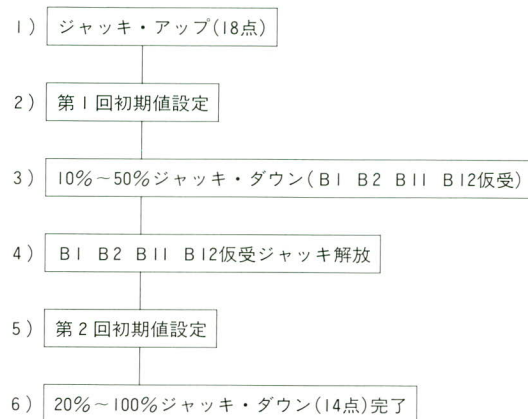 1) ジャッキ・アップ(18点)
2) 第1回初期値設定
3) 10%~50%ジャッキ・ダウン(B1 B2 B11 B12仮受)
4) B1 B2 B11 B12仮受ジャッキ解放
5) 第2回初期値設定
6) 20%~100%ジャッキ・ダウン(14点)完了